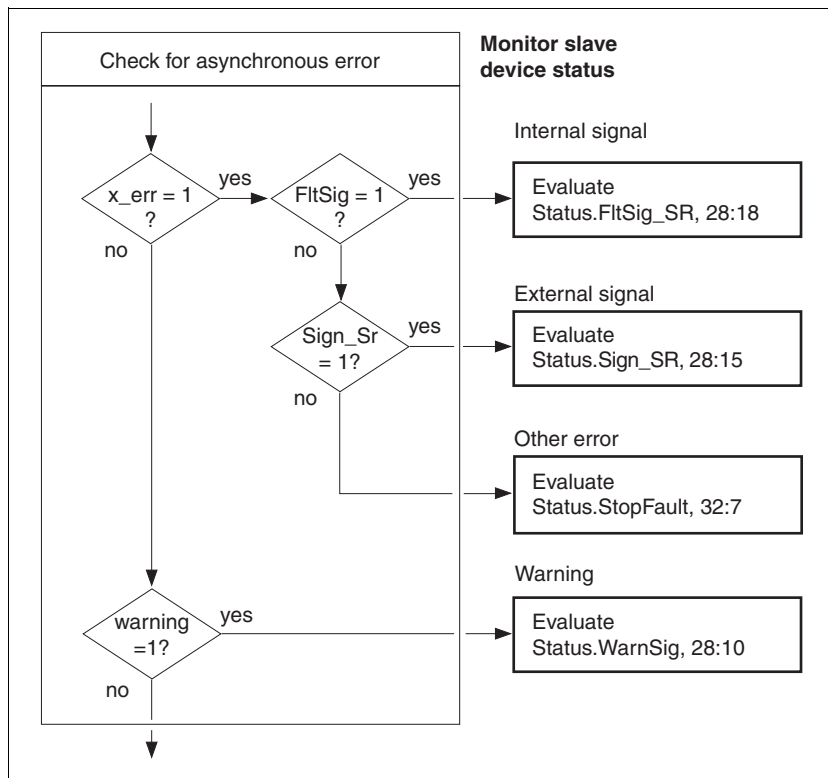 Check for asynchronous error
Monitor slave
device status
Internal signal
x_err = 1
?
yes
no
FltSig = 1
?
yes
no
Evaluate
Status.FltSig_SR, 28:18
External signal
Sign_Sr
= 1?
yes
no
Evaluate
Status.Sign_SR, 28:15
Other error
Evaluate
Status.StopFault, 32:7
Warning
warning
=1?
yes
no
Evaluate
Status.WarnSig, 28:10